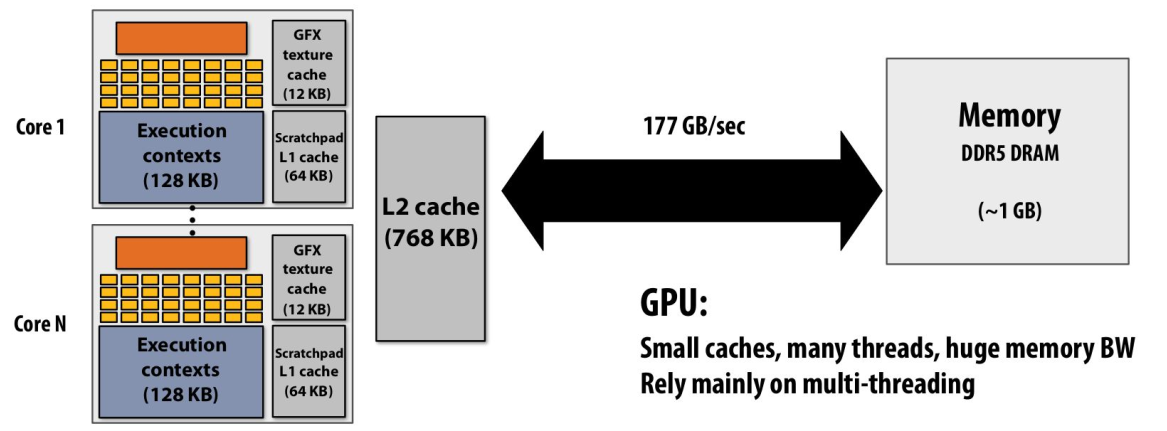 Core 1
GFX
texture
cache
(12 KB)
Execution
contexts
(128 KB)
Scratchpad
L1 cache
(64 KB)
Core N
GFX
texture
cache
(12 KB)
Execution
contexts
(128 KB)
Scratchpad
L1 cache
(64 KB)
L2 cache
(768 KB)
177 GB/sec
Memory
DDR5 DRAM
(~1 GB)
GPU:
Small caches, many threads, huge memory BW
Rely mainly on multi-threading